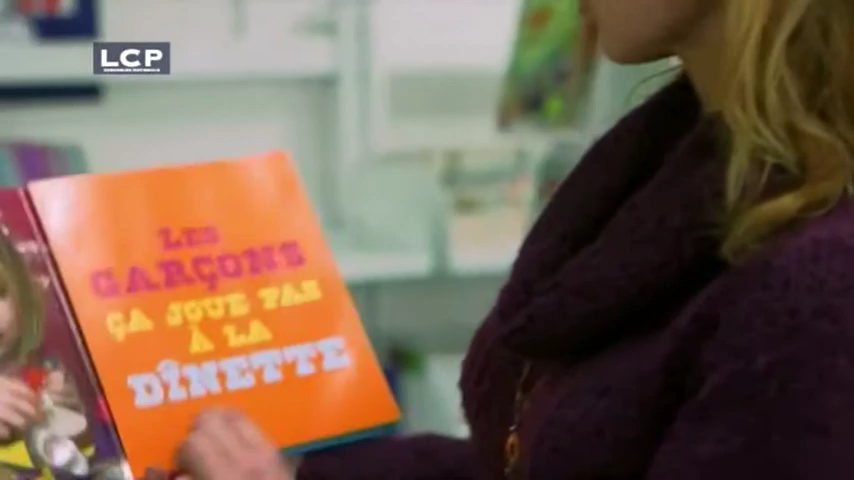 LCP
LES
GARÇONS
ÇA JOUE PAS
À LA
DÎNETTE